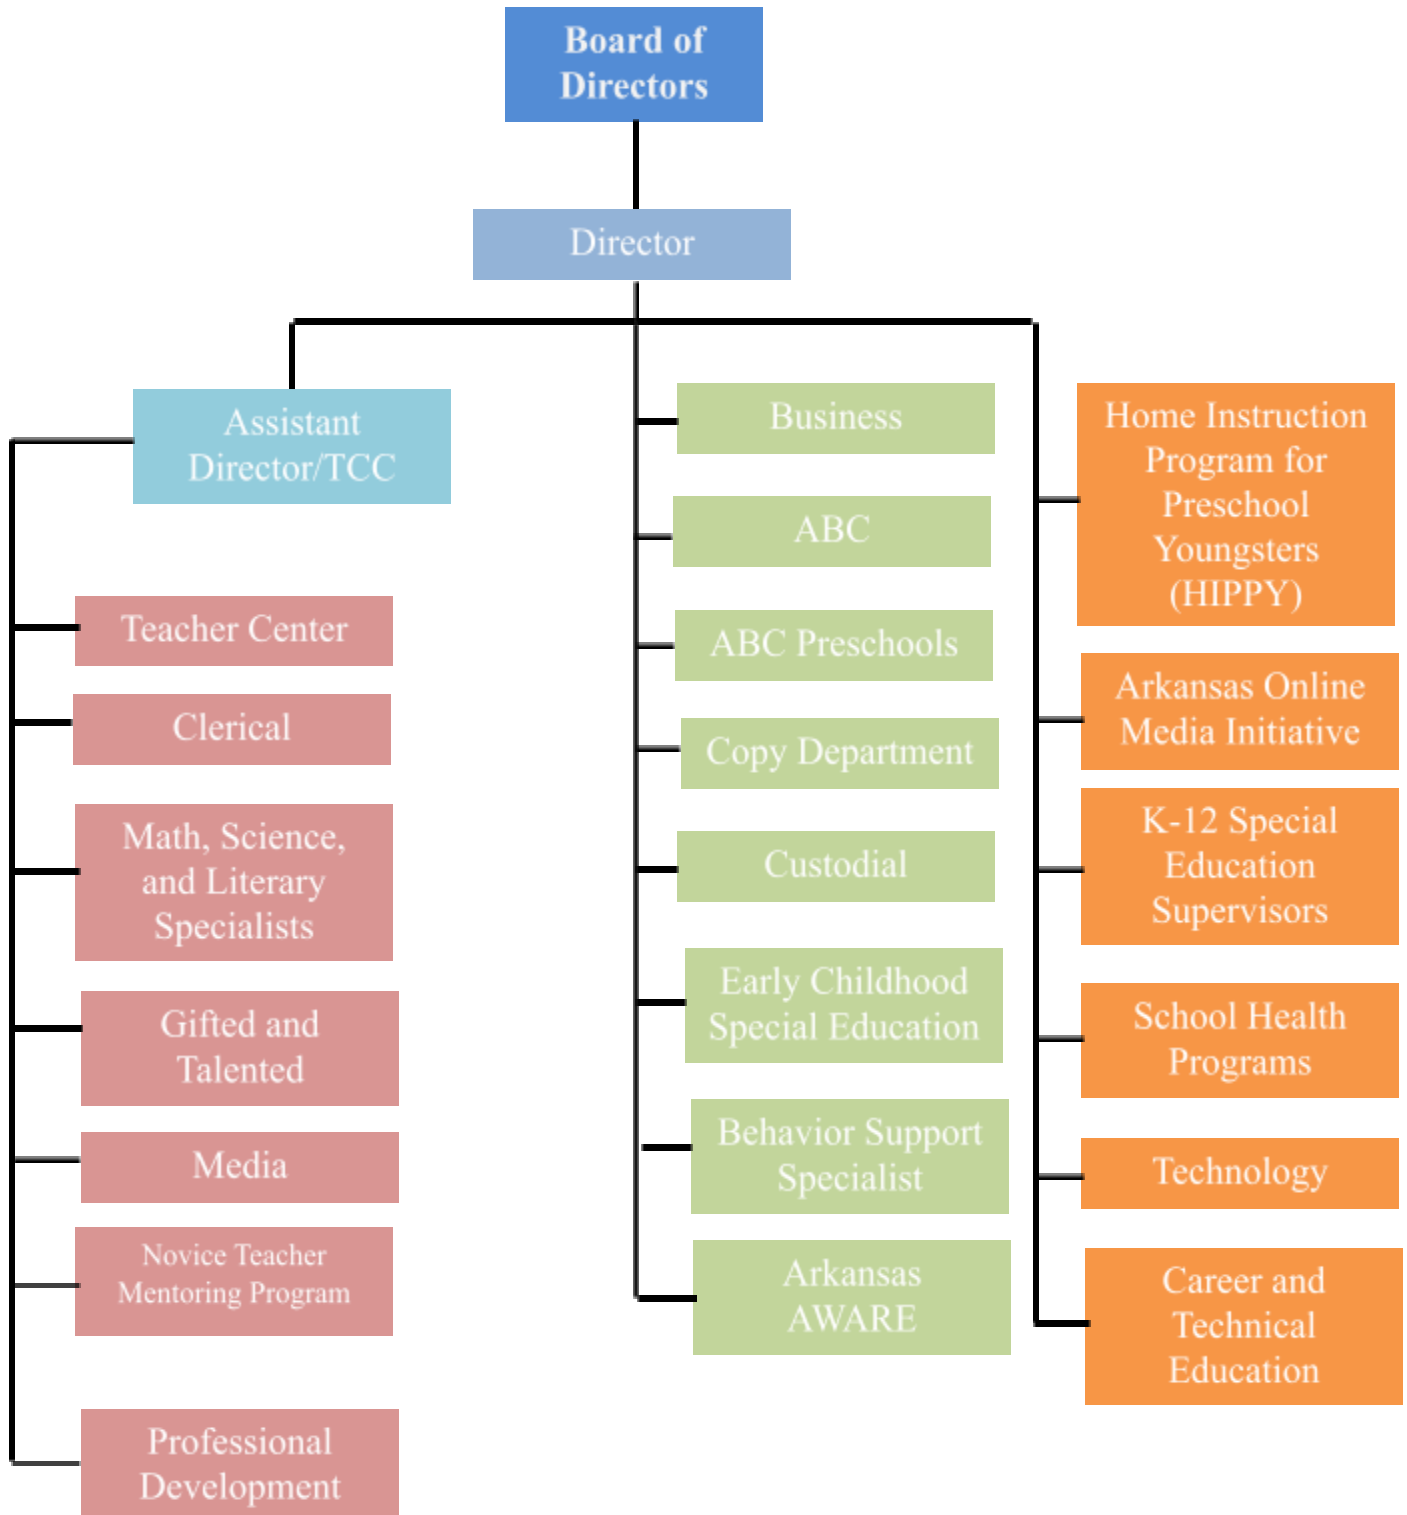 Board of
Directors
Director
Assistant
Director/TCC
Teacher Center
Clerical
Math, Science,
and Literary
Specialists
Gifted and
Talented
Media
Novice Teacher
Mentoring Program
Professional
Development
Business
ABC
ABC Preschools
Copy Department
Custodial
Early Childhood
Special Education
Behavior Support
Specialist
Arkansas
AWARE
Home Instruction
Program for
Preschool
Youngsters
(HIPPY)
Arkansas Online
Media Initiative
K-12 Special
Education
Supervisors
School Health
Programs
Technology
Career and
Technical
Education